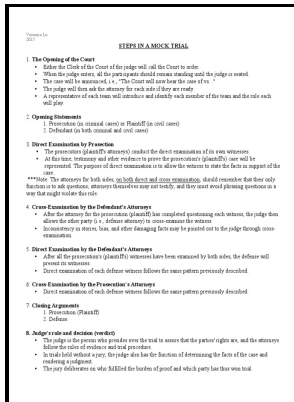 Veronica Lu
2015
STEPS IN A MOCK TRIAL
1. The Opening of the Court
• Either the Clerk of the Court of the judge will call the Court to order
• When the judge enters, all the participants should remain standing until the judge is seated.
• The case will be announced, i.e., "The Court will now hear the case of vs. "
• The judge will then ask the attorney for each side if they are ready.
• A representative of each team will introduce and identify each member of the team and the role each
will play.
2. Opening Statements
1. Prosecution (in criminal cases) or Plaintiff (in civil cases)
2. Defendant (in both criminal and civil cases)
3. Direct Examination by Prosecution
• The prosecutors (plaintiff's attorneys) conduct the direct examination of its own witnesses.
• At this time, testimony and other evidence to prove the prosecution's (plaintiff's) case will be
represented. The purpose of direct examination is to allow the witness to state the facts in support of the
case.
***Note: The attorneys for both sides, on both direct and cross examination, should remember that their only
function is to ask questions; attorneys themselves may not testify, and they must avoid phrasing questions in a
way that might violate this rule.
4. Cross-Examination by the Defendant's Attorneys
• After the attorney for the prosecution (plaintiff) has completed questioning each witness, the judge then
allows the other party (i.e., defense attorney) to cross-examine the witness.
• Inconsistency in stories, bias, and other damaging facts may be pointed out to the judge through cross-
examination.
5. Direct Examination by the Defendant's Attorneys
• After all the prosecution's (plaintiff's) witnesses have been examined by both sides, the defense will
present its witnesses.
• Direct examination of each defense witness follows the same pattern previously described.
6. Cross Examination by the Prosecution's Attorneys
• Direct examination of each defense witness follows the same pattern previously described.
7. Closing Arguments
1. Prosecution (Plaintiff)
2. Defense
8. Judge's role and decision (verdict)
• The judge is the person who presides over the trial to assure that the parties' rights are, and the attorneys
follow the rules of evidence and trial procedure.
• In trials held without a jury, the judge also has the function of determining the facts of the case and
rendering a judgment.
• The jury deliberates on who fulfilled the burden of proof and which party has thus won trial.